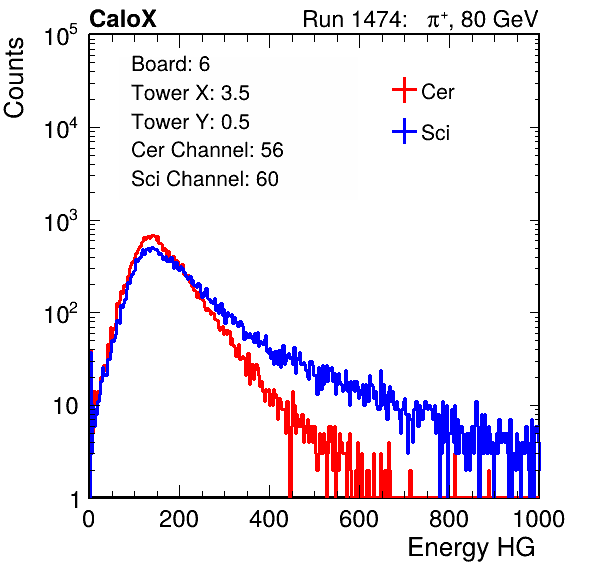 CaloX Run 1474: π⁺, 80 GeV
Counts
Board: 6
Tower X: 3.5
Tower Y: 0.5
Cer Channel: 56
Sci Channel: 60
Cer
Sci
10⁵
10⁴
10³
10²
10
1
0 200 400 600 800 1000
Energy HG